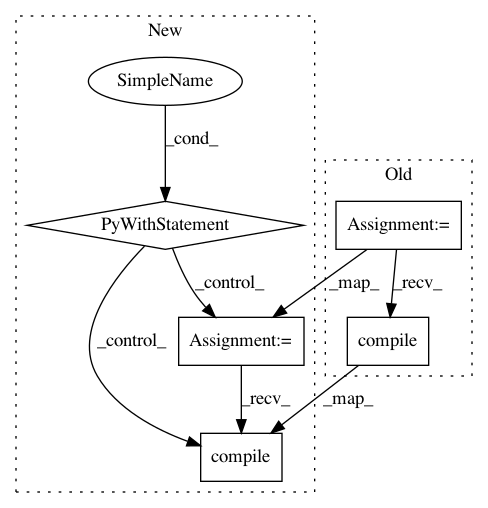 New
SimpleName
_cond_
Old
PyWithStatement
Assignment:=
_control_
_map_
_recv_
_control_
Assignment:=
compile
_recv_
_map_
compile